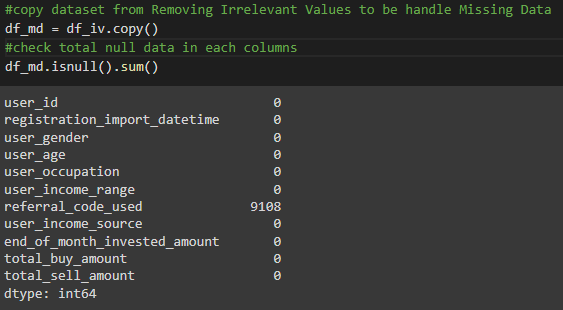 #copy dataset from Removing Irrelevant Values to be handle Missing Data
df_md = df_iv.copy()
#check total null data in each columns
df_md.isnull().sum()
user_id 0
registration_import_datetime 0
user_gender 0
user_age 0
user_occupation 0
user_income_range 0
referral_code_used 9108
user_income_source 0
end_of_month_invested_amount 0
total_buy_amount 0
total_sell_amount 0
dtype: int64